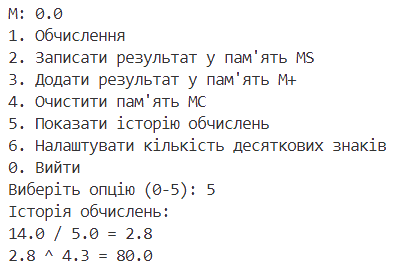 M: 0.0
1. Обчислення
2. Записати результат у пам'ять MS
3. Додати результат у пам'ять M+
4. Очистити пам'ять MC
5. Показати історію обчислень
6. Налаштувати кількість десяткових знаків
0. Вийти
Виберіть опцію (0-5): 5
Історія обчислень:
14.0 / 5.0 = 2.8
2.8 ^ 4.3 = 80.0